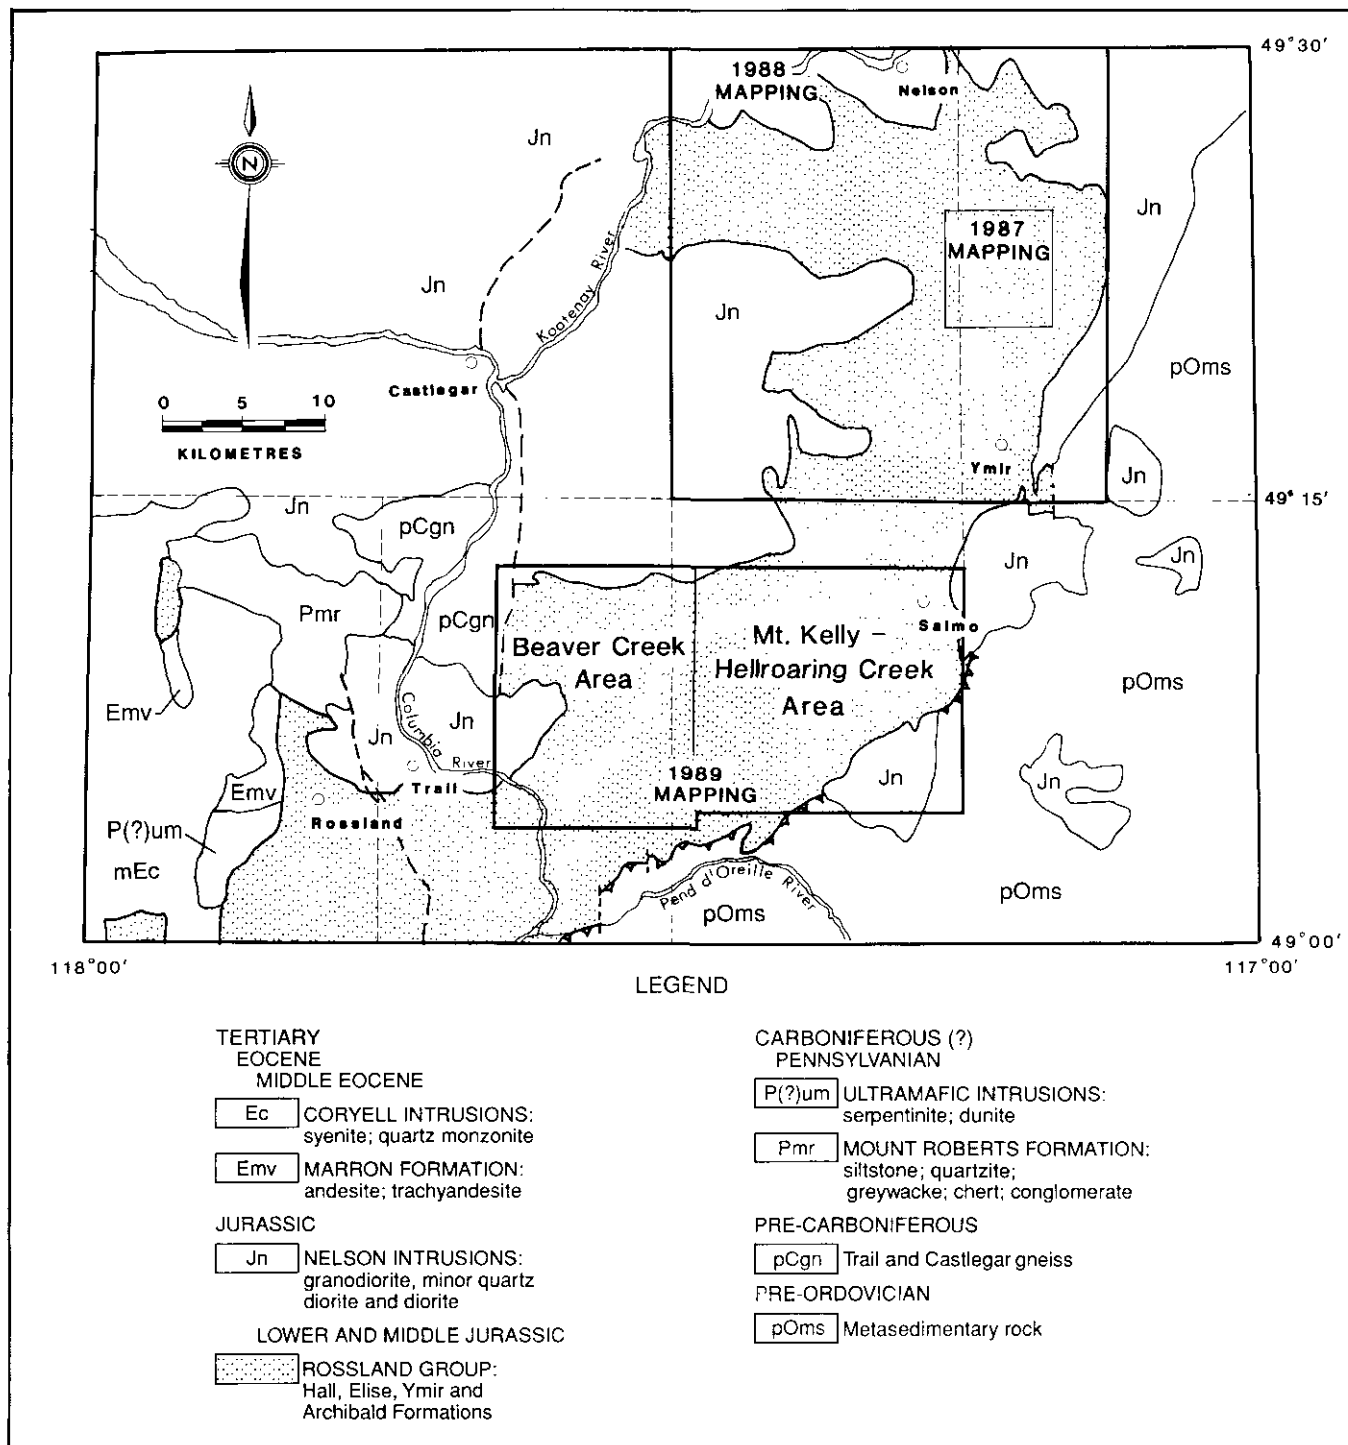 49°30'
1988
MAPPING
Nelson
Jn
N
Jn
1987
MAPPING
Jn
Kootenay River
Jn
pOms
Castlegar
0 5 10
KILOMETRES
Ymir
Jn
49°15'
Jn
pCgn
Jn
Jn
Pmr
pCgn
Salmo
Beaver Creek
Area
Mt. Kelly –
Hellroaring Creek
Area
pOms
Emv
Columbia River
Jn
Jn
1989
MAPPING
Jn
Jn
Trail
Emv
Rossland
P(?)um
mEc
Pend d'Oreille River
pOms
pOms
49°00'
118°00'
117°00'
LEGEND
TERTIARY
EOCENE
MIDDLE EOCENE
Ec CORYELL INTRUSIONS:
syenite; quartz monzonite
Emv MARRON FORMATION:
andesite; trachyandesite
JURASSIC
Jn NELSON INTRUSIONS:
granodiorite, minor quartz
diorite and diorite
LOWER AND MIDDLE JURASSIC
ROSSLAND GROUP:
Hall, Elise, Ymir and
Archibald Formations
CARBONIFEROUS (?)
PENNSYLVANIAN
P(?)um ULTRAMAFIC INTRUSIONS:
serpentinite; dunite
Pmr MOUNT ROBERTS FORMATION:
siltstone; quartzite;
greywacke; chert; conglomerate
PRE-CARBONIFEROUS
pCgn Trail and Castlegar gneiss
PRE-ORDOVICIAN
pOms Metasedimentary rock